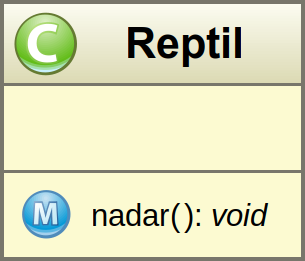 C Reptil
M nadar(): void